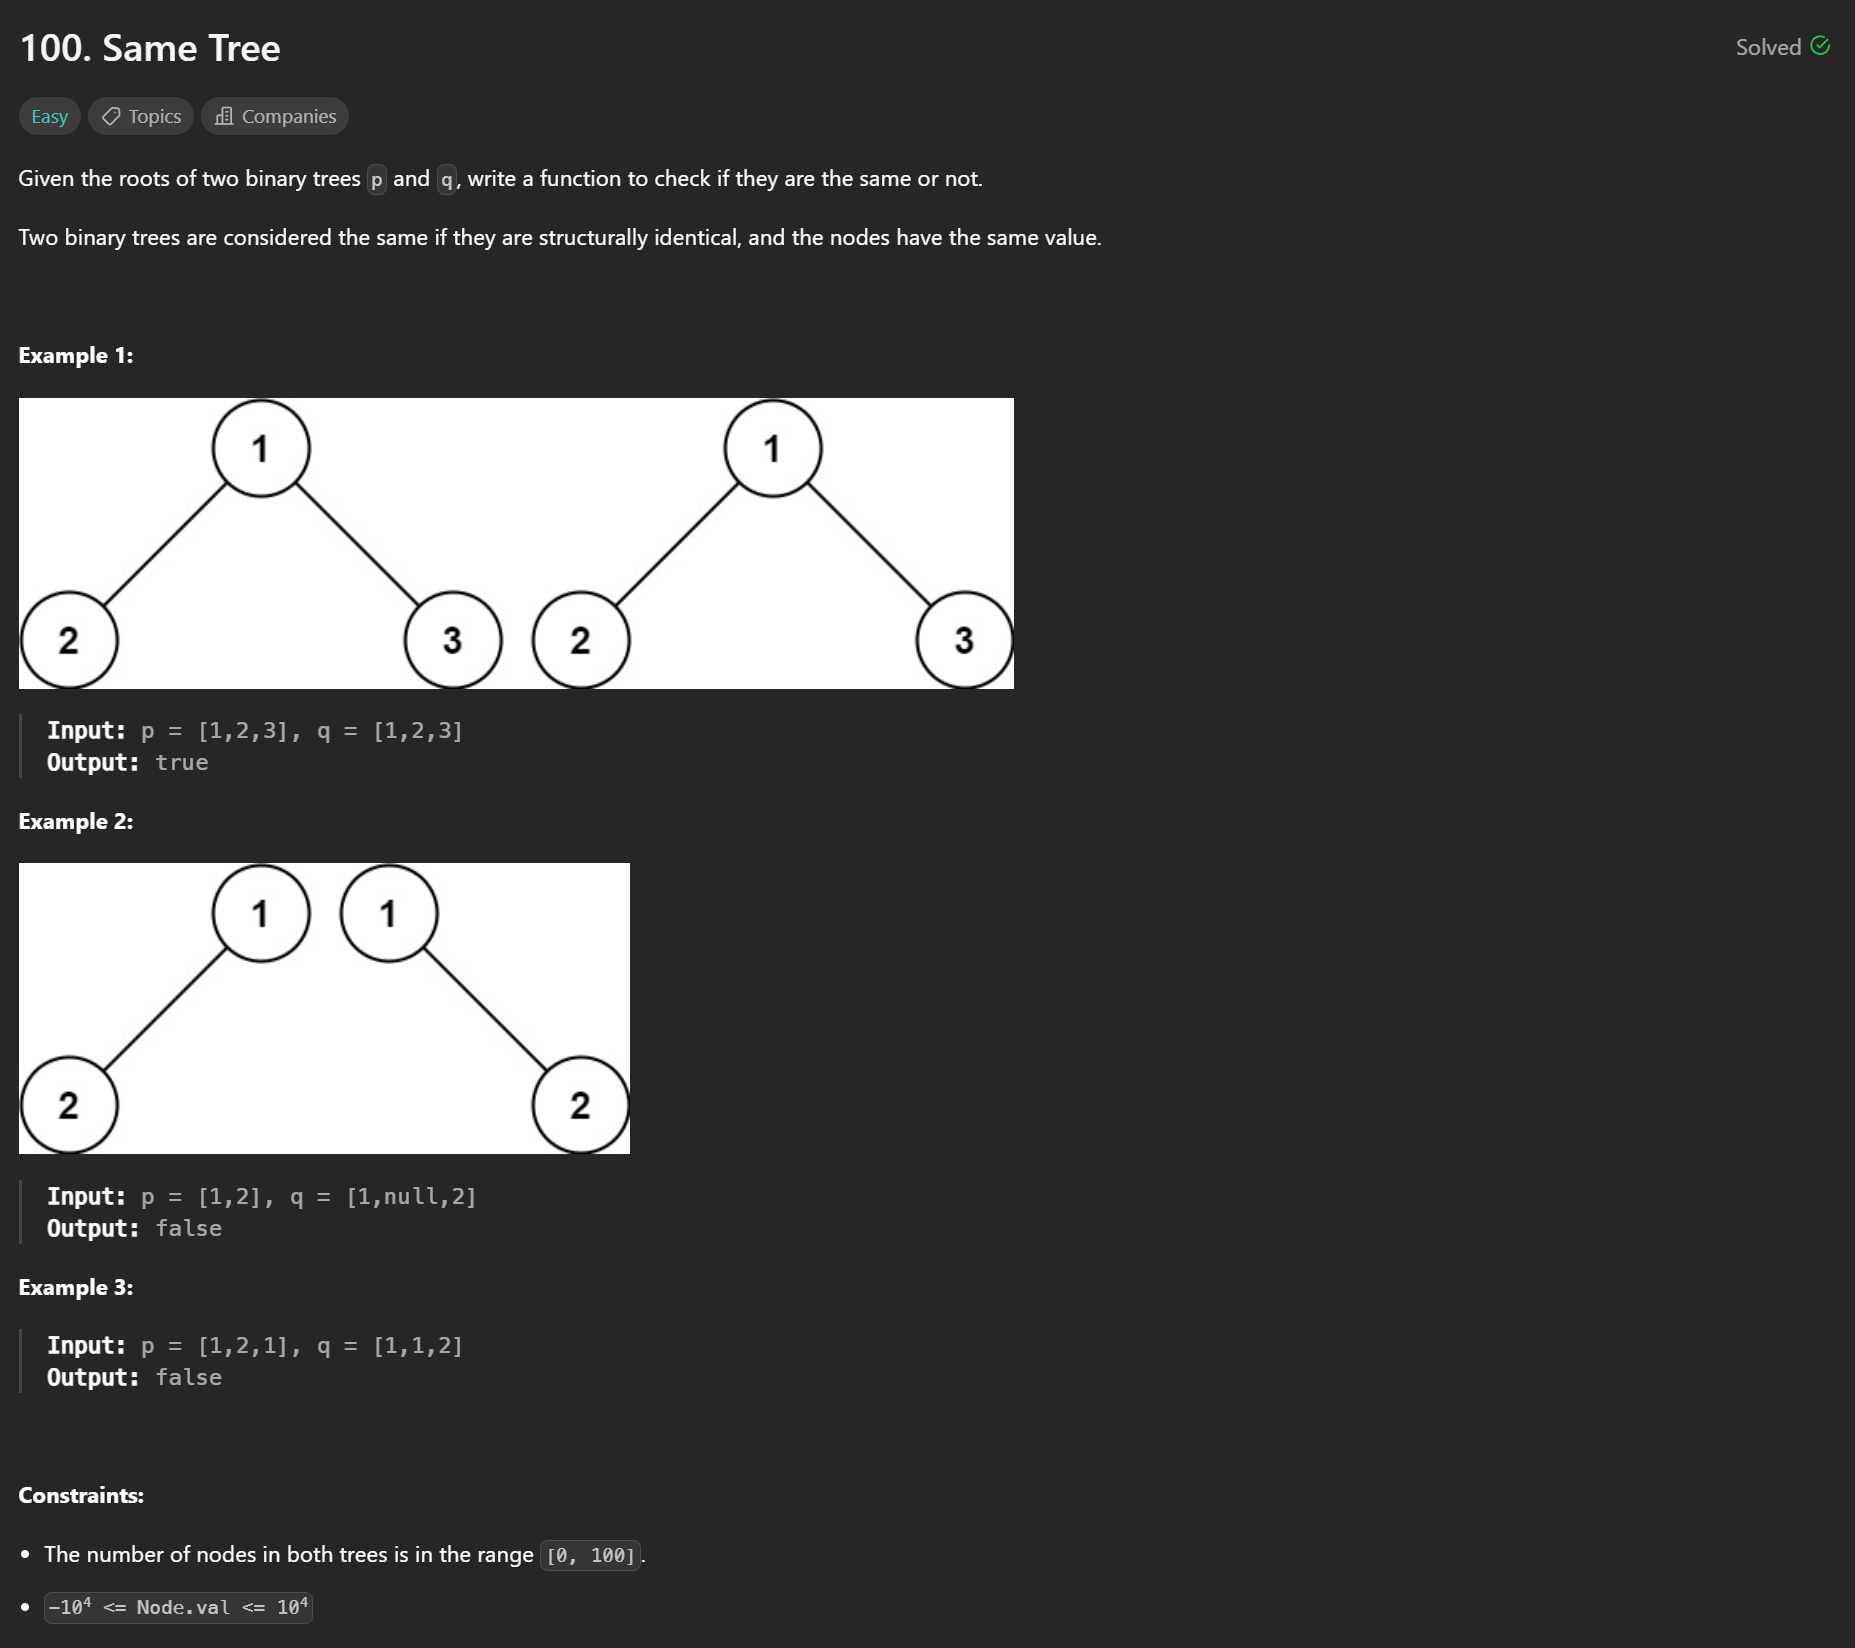 100. Same Tree
Solved
Easy Topics Companies
Given the roots of two binary trees p and q, write a function to check if they are the same or not.
Two binary trees are considered the same if they are structurally identical, and the nodes have the same value.
Example 1:
1 1
2 3 2 3
Input: p = [1,2,3], q = [1,2,3]
Output: true
Example 2:
1 1
2 2
Input: p = [1,2], q = [1,null,2]
Output: false
Example 3:
Input: p = [1,2,1], q = [1,1,2]
Output: false
Constraints:
• The number of nodes in both trees is in the range [0, 100].
• -10⁴ <= Node.val <= 10⁴